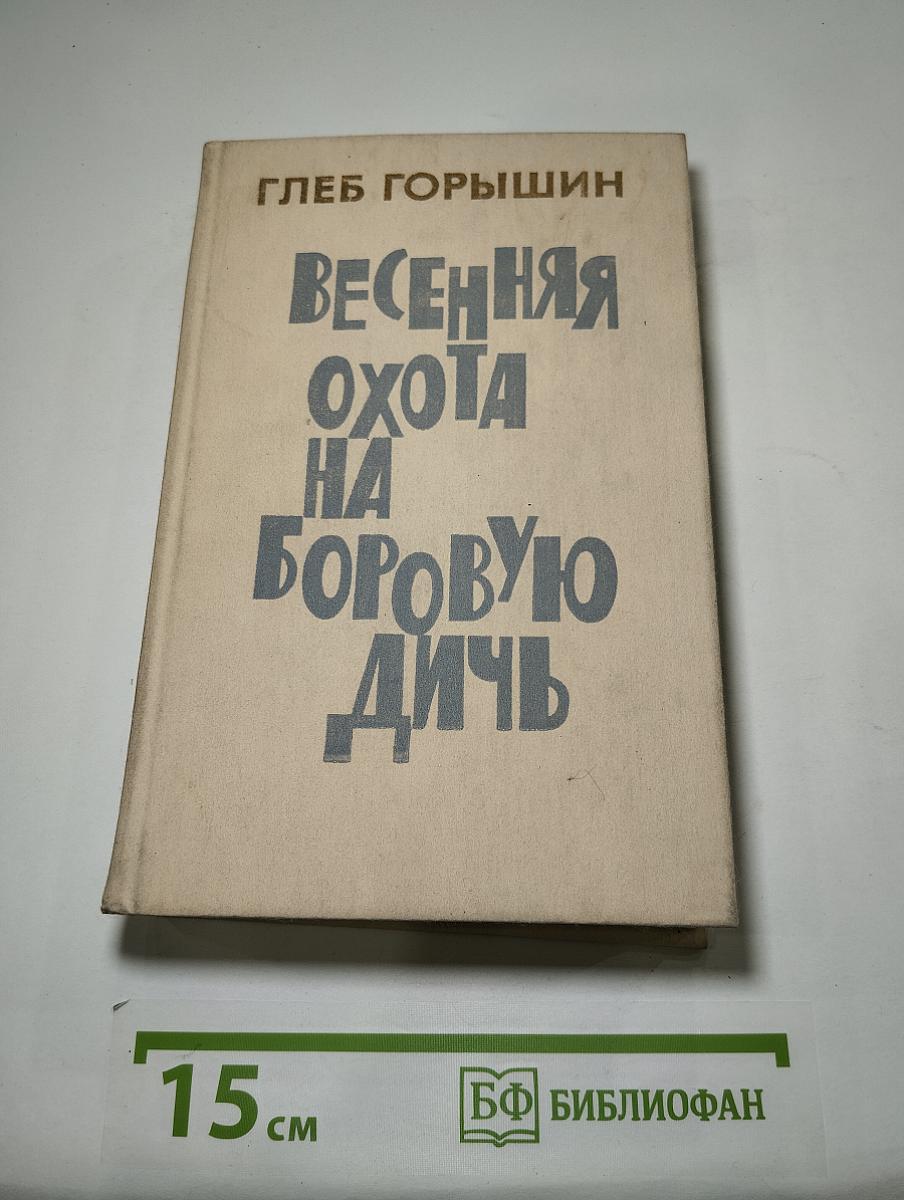 ГЛЕБ ГОРЫШИН
ВЕСЕННЯЯ
ОХОТА
НА
БОРОВУЮ
ДИЧЬ
15 см
БФ БИБЛИОФАН